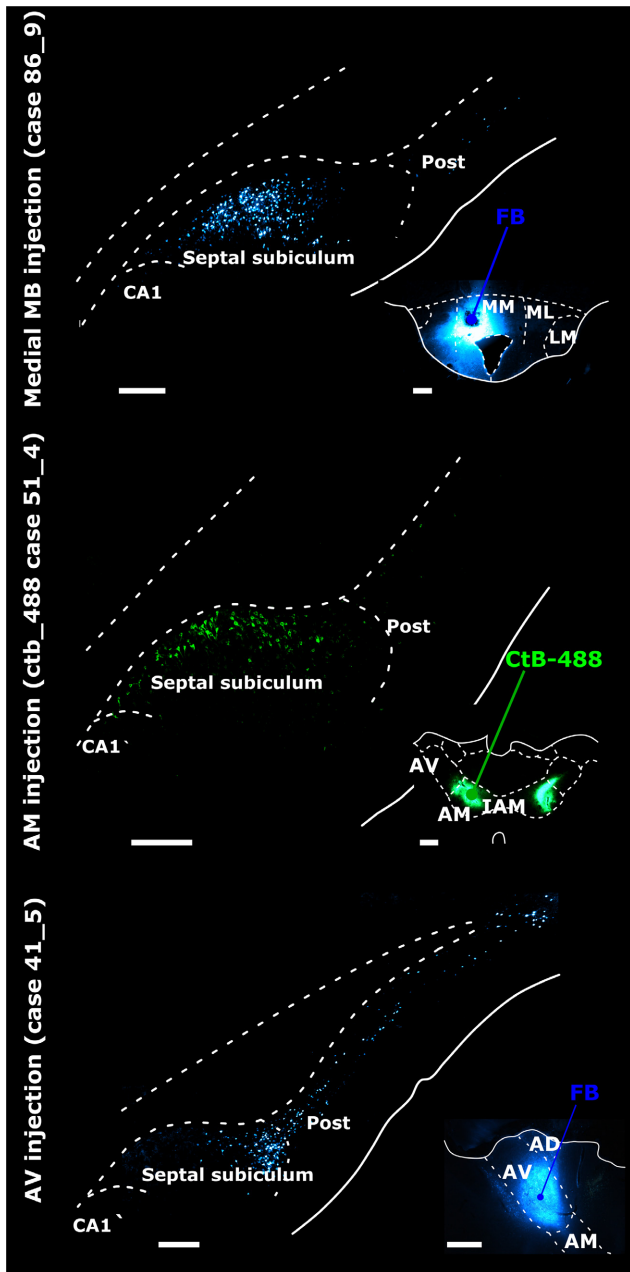 Medial MB injection (case 86_9)
Post
FB
Septal subiculum
CA1
MM
ML
LM
AM injection (ctb_488 case 51_4)
Post
CtB-488
Septal subiculum
CA1`
AV
AM
IAM
AV injection (case 41_5)
FB
Post
AD
Septal subiculum
AV
CA1`
AM